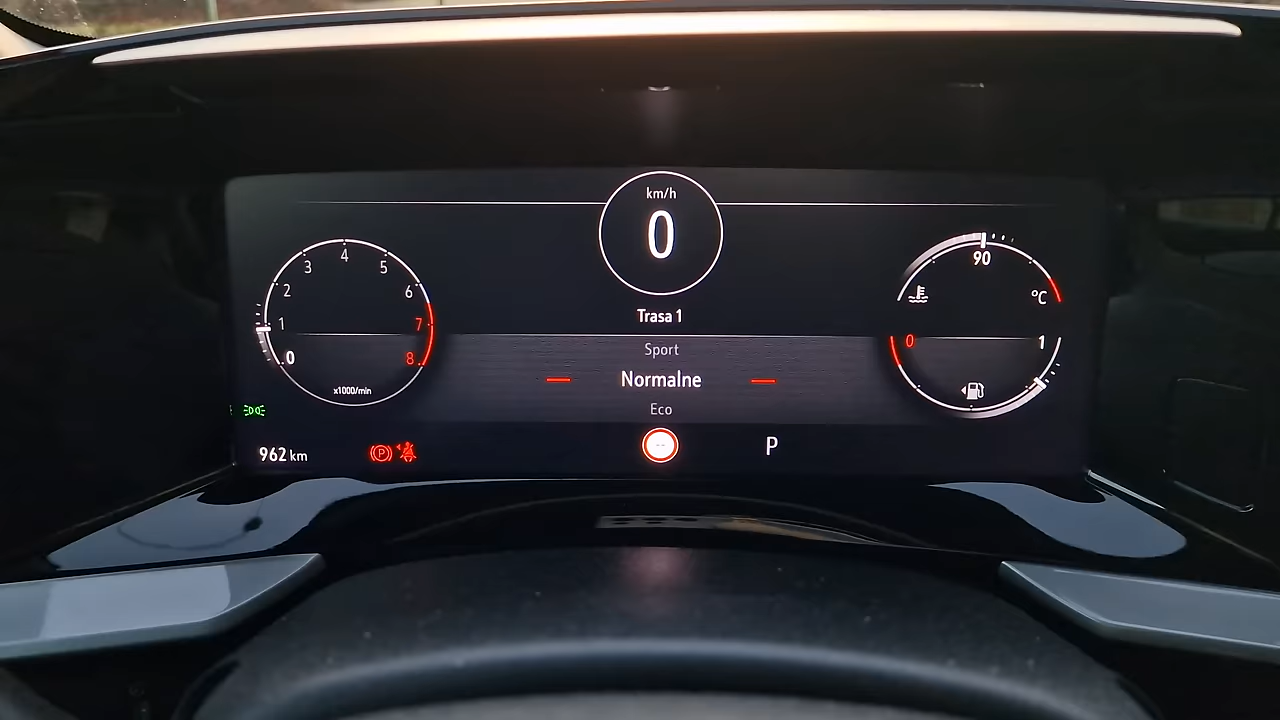 km/h
0
4
3
5
2
6
1
7
0
8
x1000/min
90
°C
0
1
Trasa 1
Sport
Normalne
Eco
962 km
P
--
P